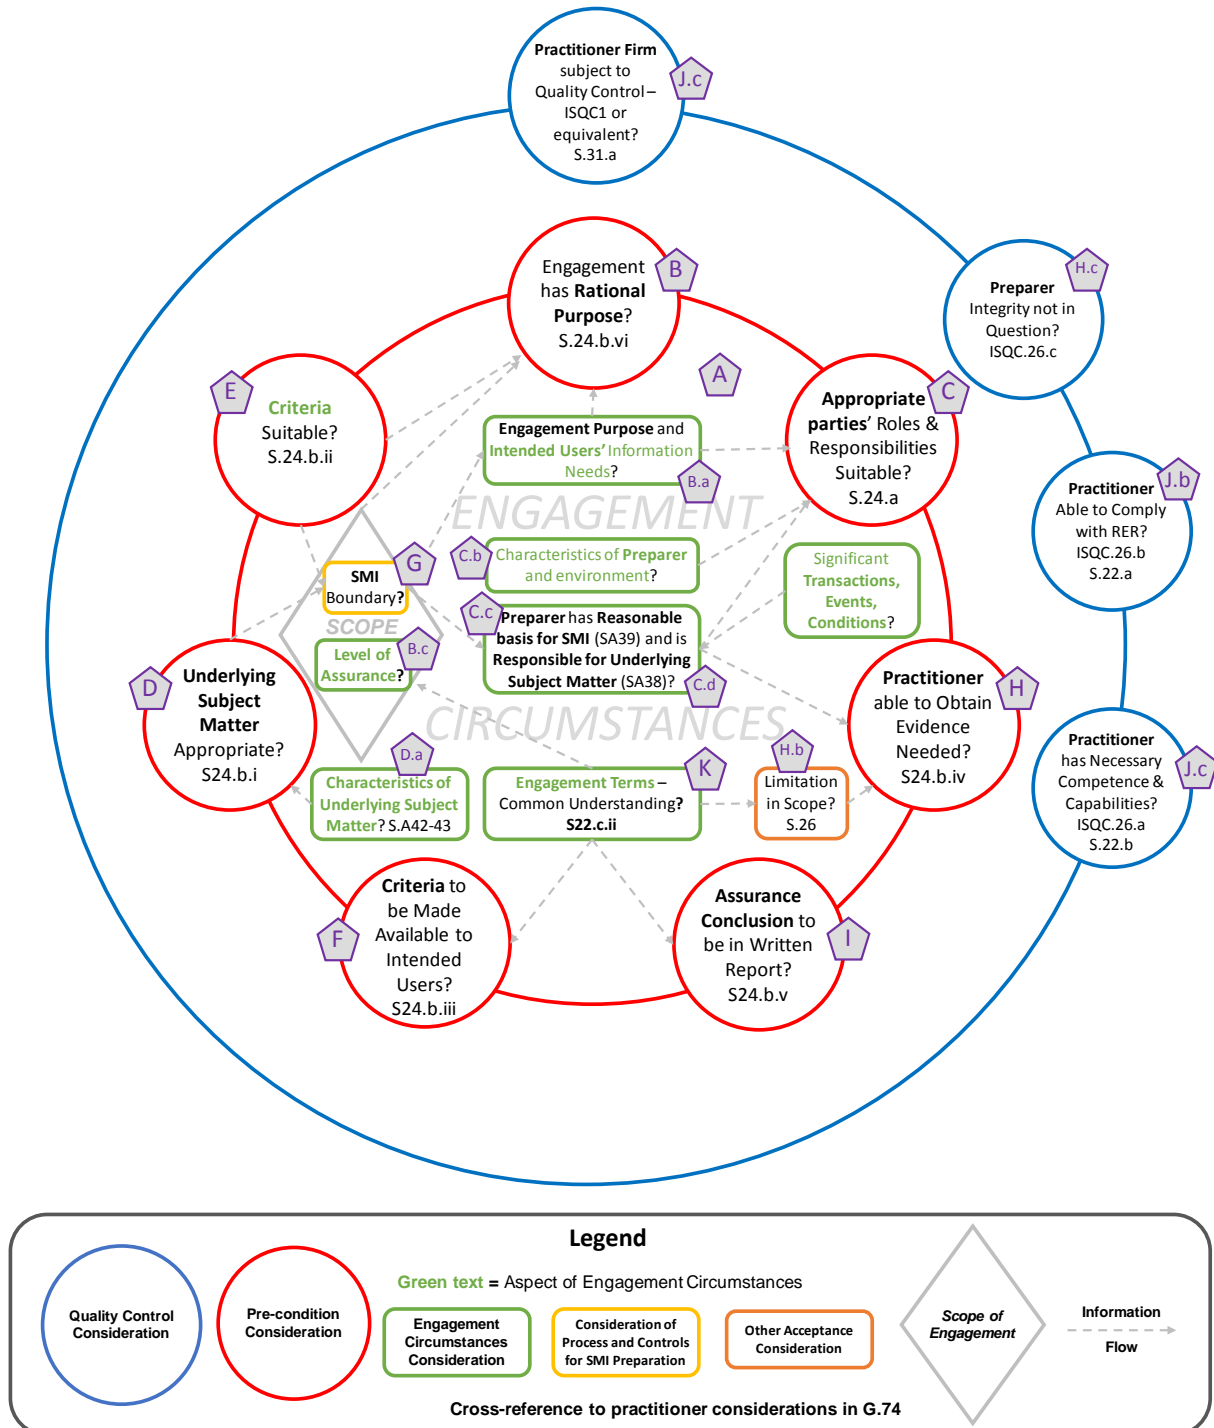 Practitioner Firm
subject to
Quality Control –
ISQC1 or
equivalent?
S.31.a
J.c
Preparer
Integrity not in
Question?
ISQC.26.c
H.c
Engagement
has Rational
Purpose?
S.24.b.vi
B
A
E
Criteria
Suitable?
S.24.b.ii
Appropriate
parties' Roles &
Responsibilities
Suitable?
S.24.a
C
Engagement Purpose and
Intended Users' Information
Needs?
B.a
Practitioner
Able to Comply
with RER?
ISQC.26.b
S.22.a
J.b
ENGAGEMENT
CIRCUMSTANCES
C.b
Characteristics of Preparer
and environment?
Significant
Transactions,
Events,
Conditions?
SMI
Boundary?
G
SCOPE
Level of
Assurance?
B.c
C.c
Preparer has Reasonable
basis for SMI (SA39) and is
Responsible for Underlying
Subject Matter (SA38)?
C.d
D
Underlying
Subject
Matter
Appropriate?
S24.b.i
Practitioner
able to Obtain
Evidence
Needed?
S24.b.iv
H
Practitioner
has Necessary
Competence &
Capabilities?
ISQC.26.a
S.22.b
J.c
D.a
Characteristics of
Underlying Subject
Matter? S.A42-43
Engagement Terms –
Common Understanding?
S22.c.ii
K
H.b
Limitation
in Scope?
S.26
F
Criteria to
be Made
Available to
Intended
Users?
S24.b.iii
Assurance
Conclusion to
be in Written
Report?
S24.b.v
I
Legend
Quality Control
Consideration
Pre-condition
Consideration
Green text = Aspect of Engagement Circumstances
Engagement
Circumstances
Consideration
Consideration of
Process and Controls
for SMI Preparation
Other Acceptance
Consideration
Scope of
Engagement
Information
Flow
Cross-reference to practitioner considerations in G.74